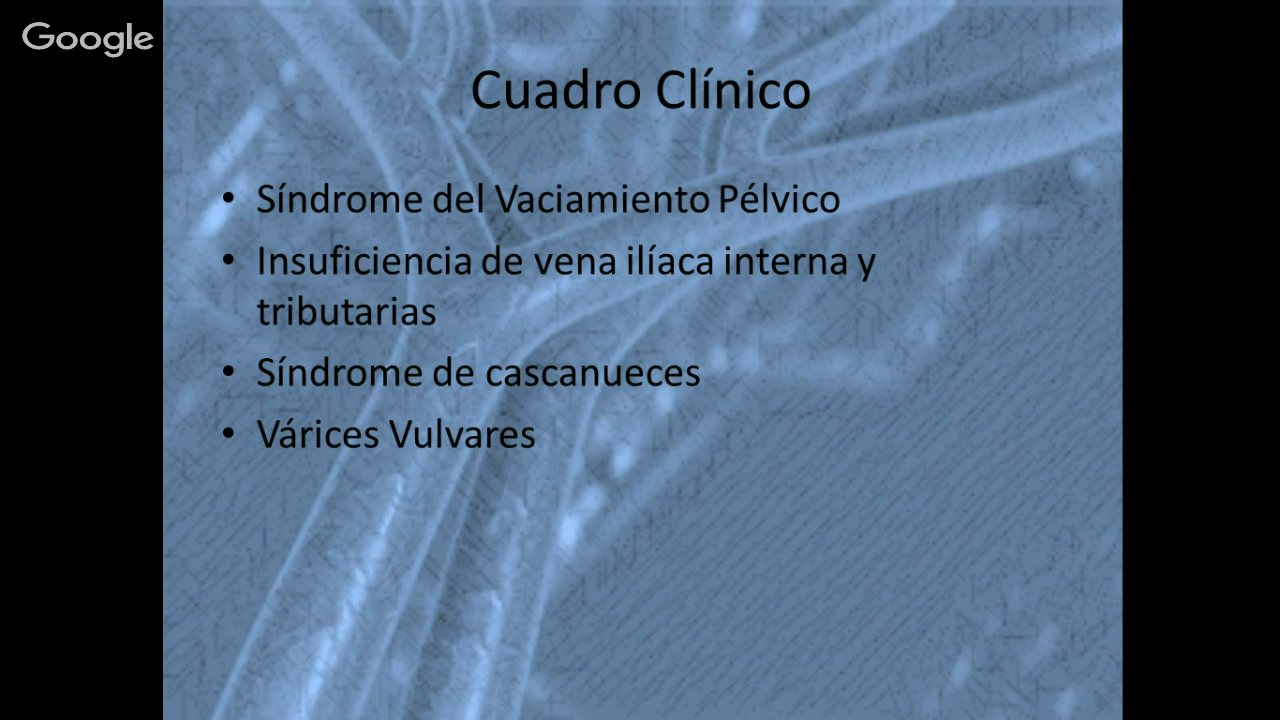 Google
Cuadro Clínico
• Síndrome del Vaciamiento Pélvico
• Insuficiencia de vena ilíaca interna y
tributarias
• Síndrome de cascanueces
• Várices Vulvares